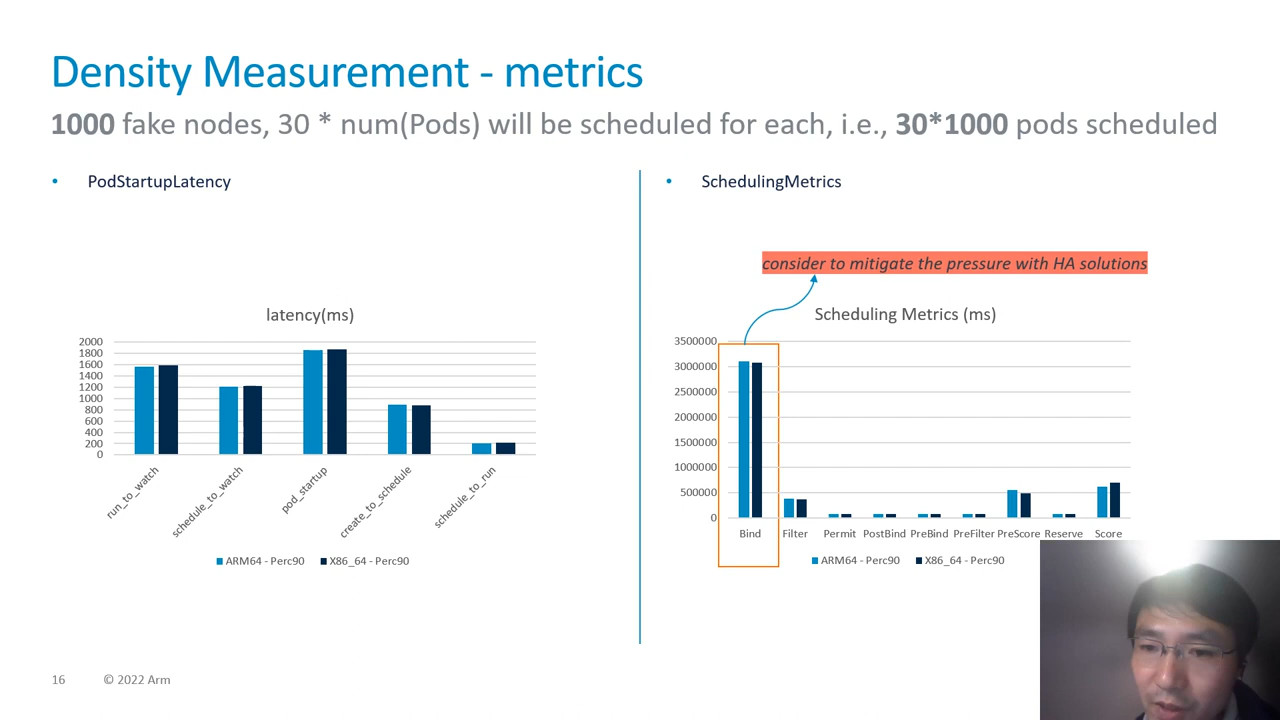 Density Measurement - metrics
1000 fake nodes, 30 * num(Pods) will be scheduled for each, i.e., 30*1000 pods scheduled
• PodStartupLatency
latency(ms)
2000
1800
1600
1400
1200
1000
800
600
400
200
0
run_to_watch
schedule_to_watch
pod_startup
create_to_schedule
schedule_to_run
ARM64 - Perc90 X86_64 - Perc90
• SchedulingMetrics
consider to mitigate the pressure with HA solutions
Scheduling Metrics (ms)
3500000
3000000
2500000
2000000
1500000
1000000
500000
0
Bind Filter Permit PostBind PreBind PreFilter PreScore Reserve Score
ARM64 - Perc90 X86_64 - Perc90
16 © 2022 Arm